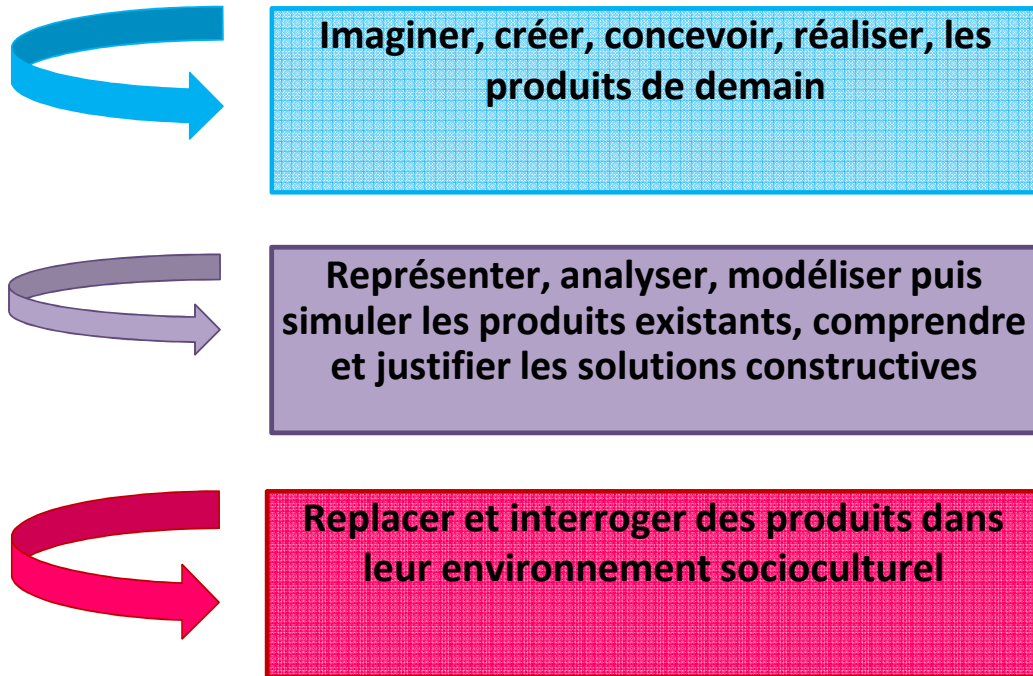 Imaginer, créer, concevoir, réaliser, les
produits de demain
Représenter, analyser, modéliser puis
simuler les produits existants, comprendre
et justifier les solutions constructives
Replacer et interroger des produits dans
leur environnement socioculturel